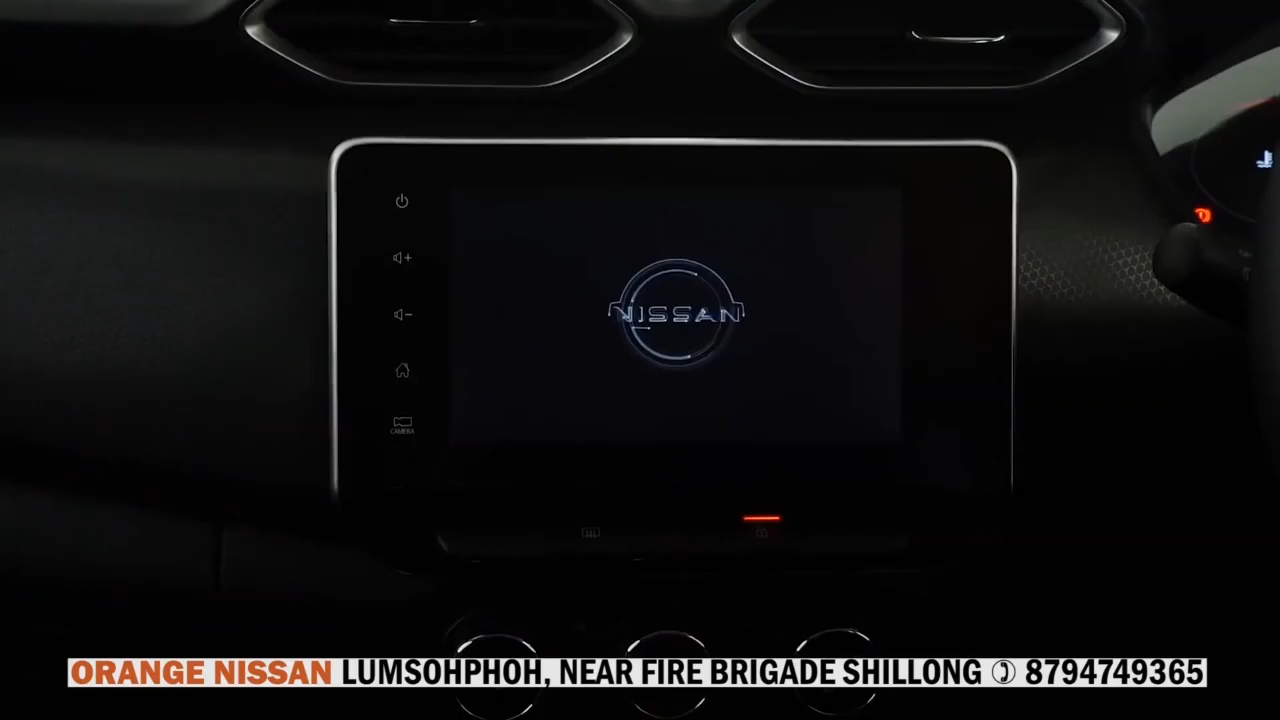 NISSAN
CAMERA
ORANGE NISSAN LUMSOHPHOH, NEAR FIRE BRIGADE SHILLONG ✆ 8794749365